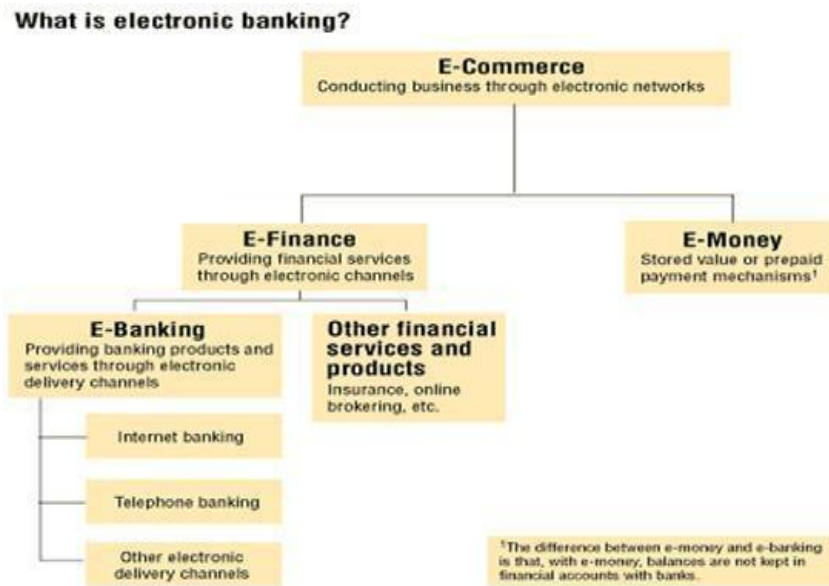 What is electronic banking?
E-Commerce
Conducting business through electronic networks
E-Finance
Providing financial services
through electronic channels
E-Money
Stored value or prepaid
payment mechanisms¹
E-Banking
Providing banking products and
services through electronic
delivery channels
Other financial
services and
products
Insurance, online
brokering, etc.
Internet banking
Telephone banking
Other electronic
delivery channels
¹The difference between e-money and e-banking
is that, with e-money, balances are not kept in
financial accounts with banks.